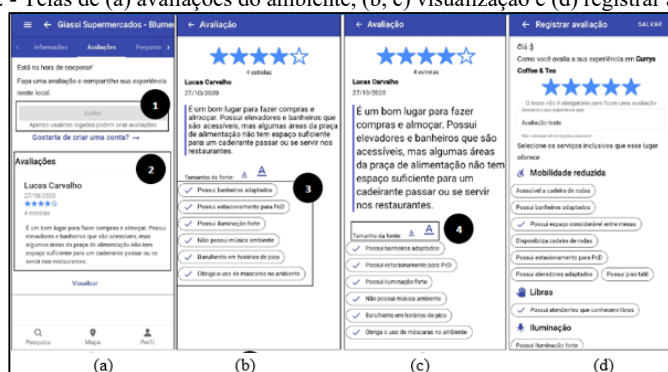 - Telas de (a) avaliações do ambiente, (b, c) visualização e (d) registrar
Giassi Supermercados - Blumen
Informações Avaliações Perguntar
Está na hora de cooperar!
Faça uma avaliação e compartilhe sua experiência
neste local.
Avaliar
Apenas usuários logados podem criar avaliações
Gostaria de criar uma conta? →
1
Avaliações
2
Lucas Carvalho
27/10/2020
4 estrelas
É um bom lugar para fazer compras e almoçar. Possui
elevadores e banheiros que são acessíveis, mas
algumas áreas da praça de alimentação não tem
espaço suficiente para um cadeirante passar ou se
servir nos restaurantes.
Visualizar
Pesquisa Mapa Perfil
(a)
Avaliação
4 estrelas
Lucas Carvalho
27/10/2020
É um bom lugar para fazer compras e
almoçar. Possui elevadores e banheiros que
são acessíveis, mas algumas áreas da praça
de alimentação não tem espaço suficiente
para um cadeirante passar ou se servir nos
restaurantes.
Tamanho da fonte: A A
3
Possui banheiros adaptados
Possui estacionamento para PcD
Possui iluminação forte
Não possui música ambiente
Barulhento em horários de pico
Obriga o uso de máscaras no ambiente
(b)
Avaliação
4 estrelas
Lucas Carvalho
27/10/2020
É um bom lugar para fazer
compras e almoçar. Possui
elevadores e banheiros que são
acessíveis, mas algumas áreas da
praça de alimentação não tem
espaço suficiente para um
cadeirante passar ou se servir
nos restaurantes.
Tamanho da fonte: A A
4
Possui banheiros adaptados
Possui estacionamento para PcD
Possui iluminação forte
Não possui música ambiente
Barulhento em horários de pico
Obriga o uso de máscaras no ambiente
(c)
Registrar avaliação SALVAR
Olá :)
Como você avalia a sua experiência em Currys
Coffee & Tea
O texto não é obrigatório para fazer uma avaliação
Avaliação teste
Selecione os serviços inclusivos que esse lugar
oferece
Mobilidade reduzida
Acessível a cadeira de rodas
Possui banheiros adaptados
Possui espaço considerável entre mesas
Disponibiliza cadeira de rodas
Possui estacionamento para PcD
Possui elevadores adaptados Possui piso tátil
Libras
Possui atendentes que conhecem libras
Iluminação
Possui iluminação forte
(d)